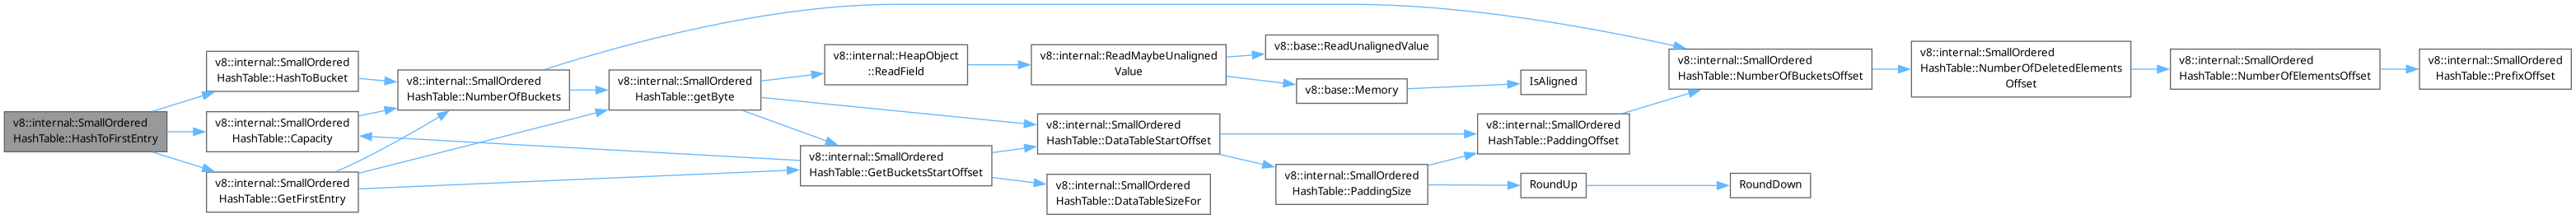 v8::internal::SmallOrdered
HashTable::HashToFirstEntry
v8::internal::SmallOrdered
HashTable::HashToBucket
v8::internal::SmallOrdered
HashTable::Capacity
v8::internal::SmallOrdered
HashTable::GetFirstEntry
v8::internal::SmallOrdered
HashTable::NumberOfBuckets
v8::internal::SmallOrdered
HashTable::getByte
v8::internal::HeapObject
::ReadField
v8::internal::SmallOrdered
HashTable::GetBucketsStartOffset
v8::internal::ReadMaybeUnaligned
Value
v8::internal::SmallOrdered
HashTable::DataTableStartOffset
v8::internal::SmallOrdered
HashTable::DataTableSizeFor
v8::base::ReadUnalignedValue
v8::base::Memory
v8::internal::SmallOrdered
HashTable::PaddingSize
IsAligned
v8::internal::SmallOrdered
HashTable::PaddingOffset
RoundUp
v8::internal::SmallOrdered
HashTable::NumberOfBucketsOffset
RoundDown
v8::internal::SmallOrdered
HashTable::NumberOfDeletedElements
Offset
v8::internal::SmallOrdered
HashTable::NumberOfElementsOffset
v8::internal::SmallOrdered
HashTable::PrefixOffset